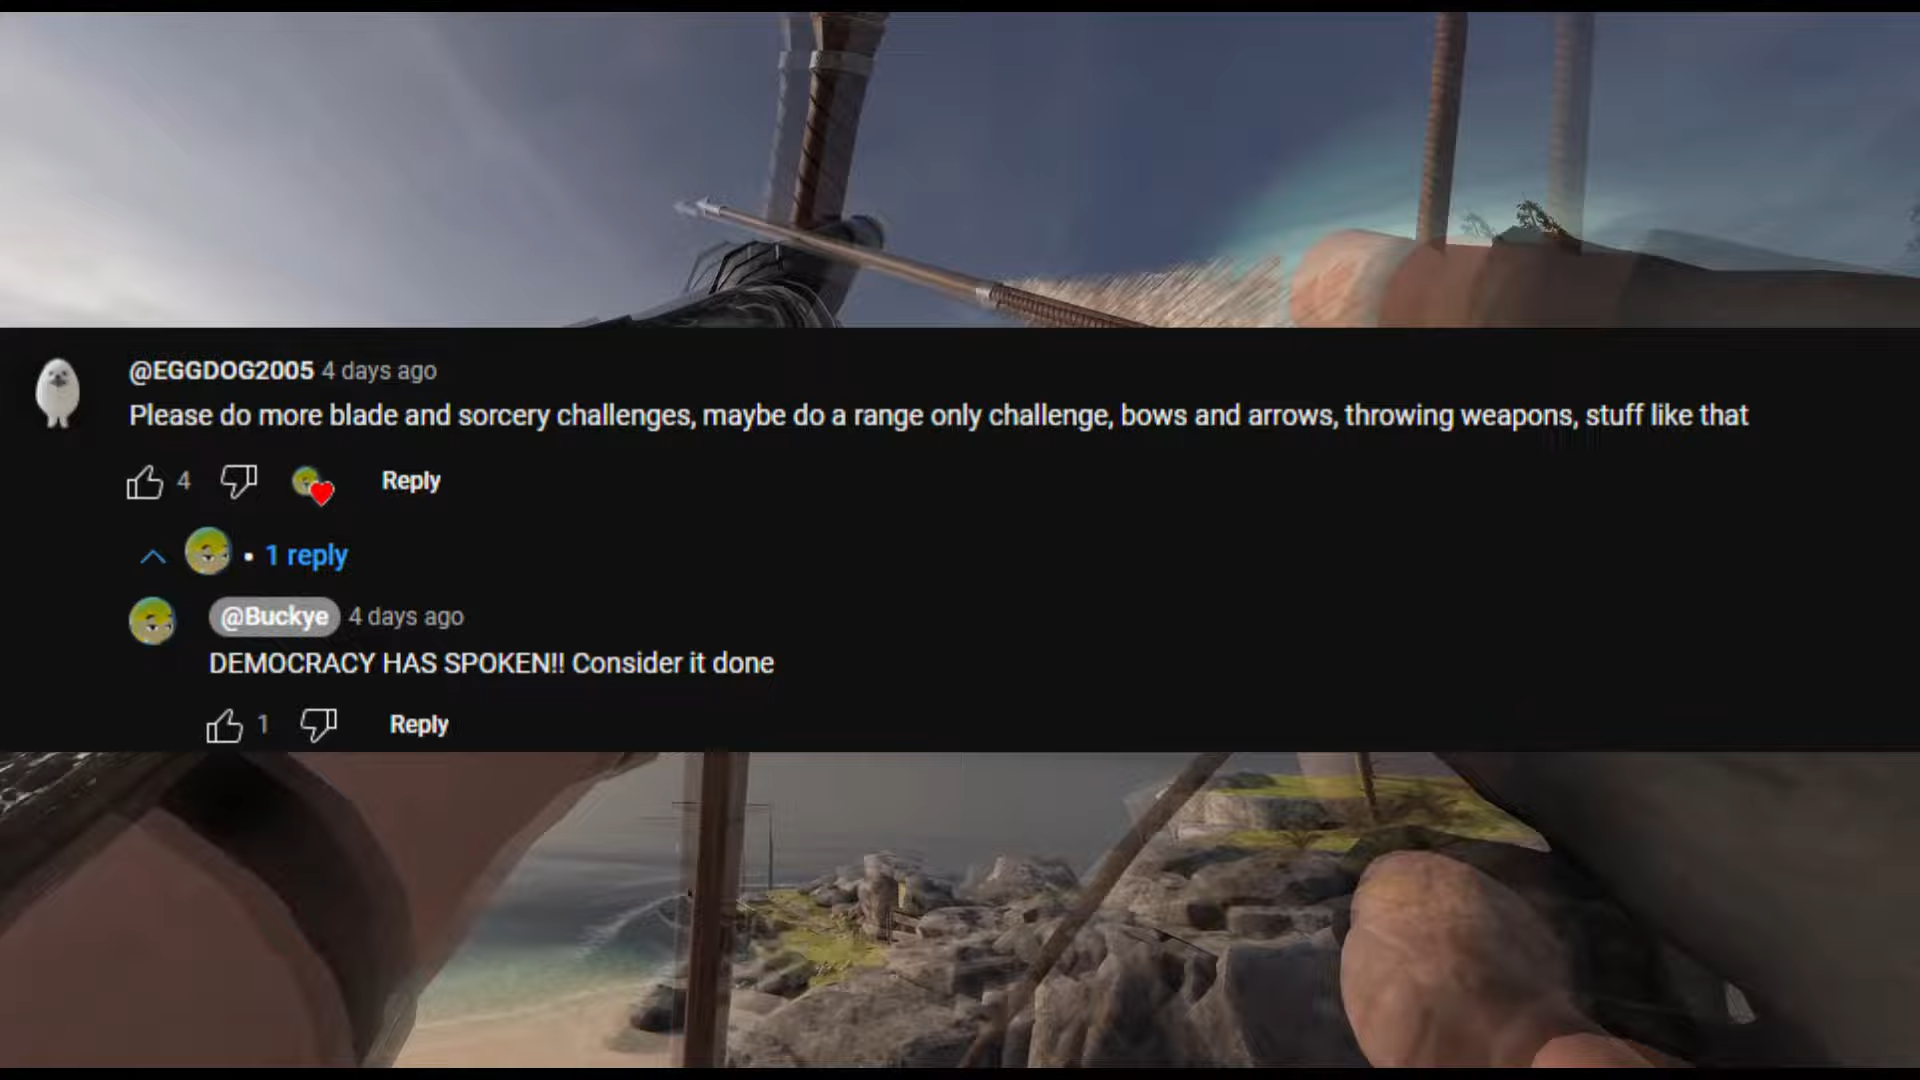 @EGGDOG2005 4 days ago
Please do more blade and sorcery challenges, maybe do a range only challenge, bows and arrows, throwing weapons, stuff like that
4 Reply
• 1 reply
@Buckye 4 days ago
DEMOCRACY HAS SPOKEN!! Consider it done
1 Reply